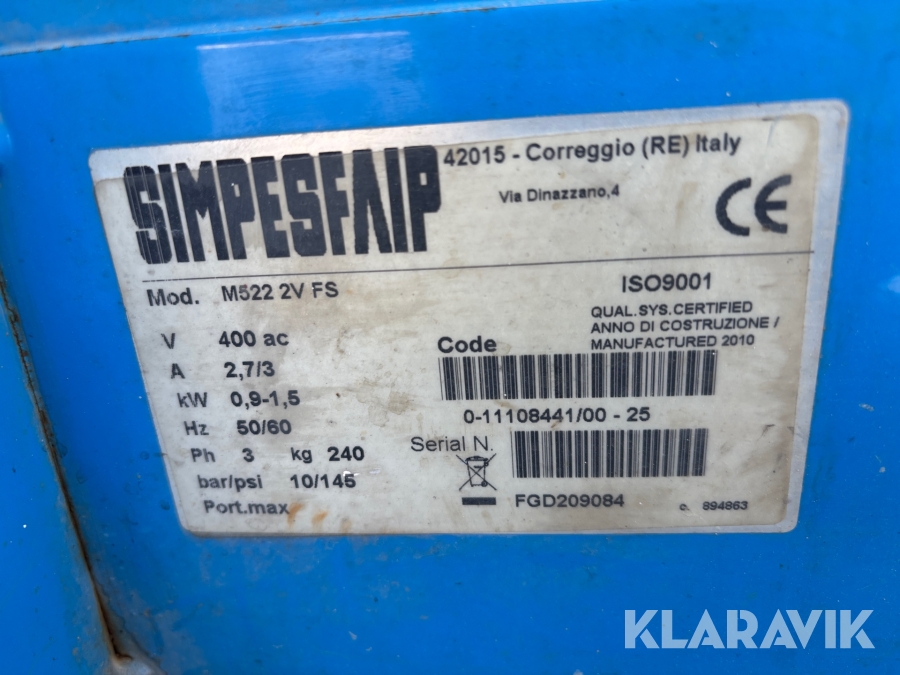 SIMPESFAIP
42015 - Correggio (RE) Italy
Via Dinazzano,4
CE
Mod. M522 2V FS
ISO9001
QUAL.SYS.CERTIFIED
ANNO DI COSTRUZIONE /
MANUFACTURED 2010
V 400 ac
A 2,7/3
kW 0,9-1,5
Hz 50/60
Ph 3 kg 240
bar/psi 10/145
Port.max
Code
0-11108441/00 - 25
Serial N.
FGD209084
c. 894863
KLARAVIK